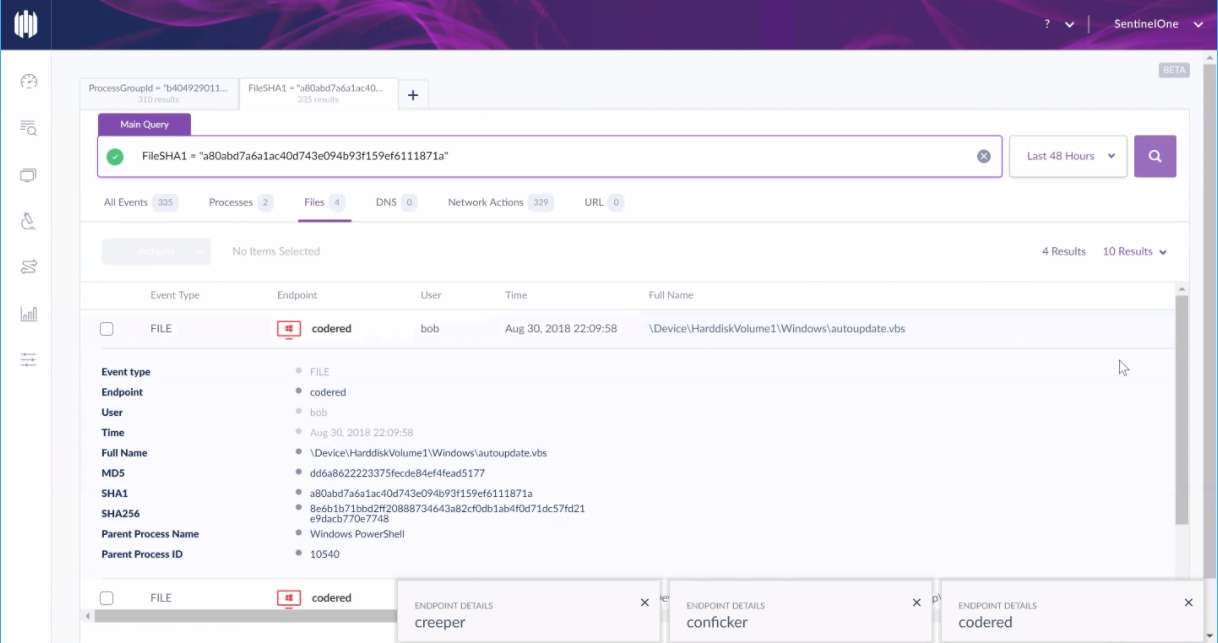 ? SentinelOne
BETA
ProcessGroupId = "b404929011...
310 results
FileSHA1 = "a80abd7a6a1ac40...
335 results
+
Main Query
FileSHA1 = "a80abd7a6a1ac40d743e094b93f159ef6111871a"
Last 48 Hours
All Events 335 Processes 2 Files 4 DNS 0 Network Actions 329 URL 0
Actions No Items Selected 4 Results 10 Results
Event Type Endpoint User Time Full Name
FILE codered bob Aug 30, 2018 22:09:58 \Device\HarddiskVolume1\Windows\autoupdate.vbs
Event type FILE
Endpoint codered
User bob
Time Aug 30, 2018 22:09:58
Full Name \Device\HarddiskVolume1\Windows\autoupdate.vbs
MD5 dd6a8622223375fecde84ef4fead5177
SHA1 a80abd7a6a1ac40d743e094b93f159ef6111871a
SHA256 8e6b1b71bbd2ff20888734643a82cf0db1ab4f0d71dc57fd21
e9dacb770e7748
Parent Process Name Windows PowerShell
Parent Process ID 10540
FILE codered
ENDPOINT DETAILS
creeper
ENDPOINT DETAILS
conficker
ENDPOINT DETAILS
codered